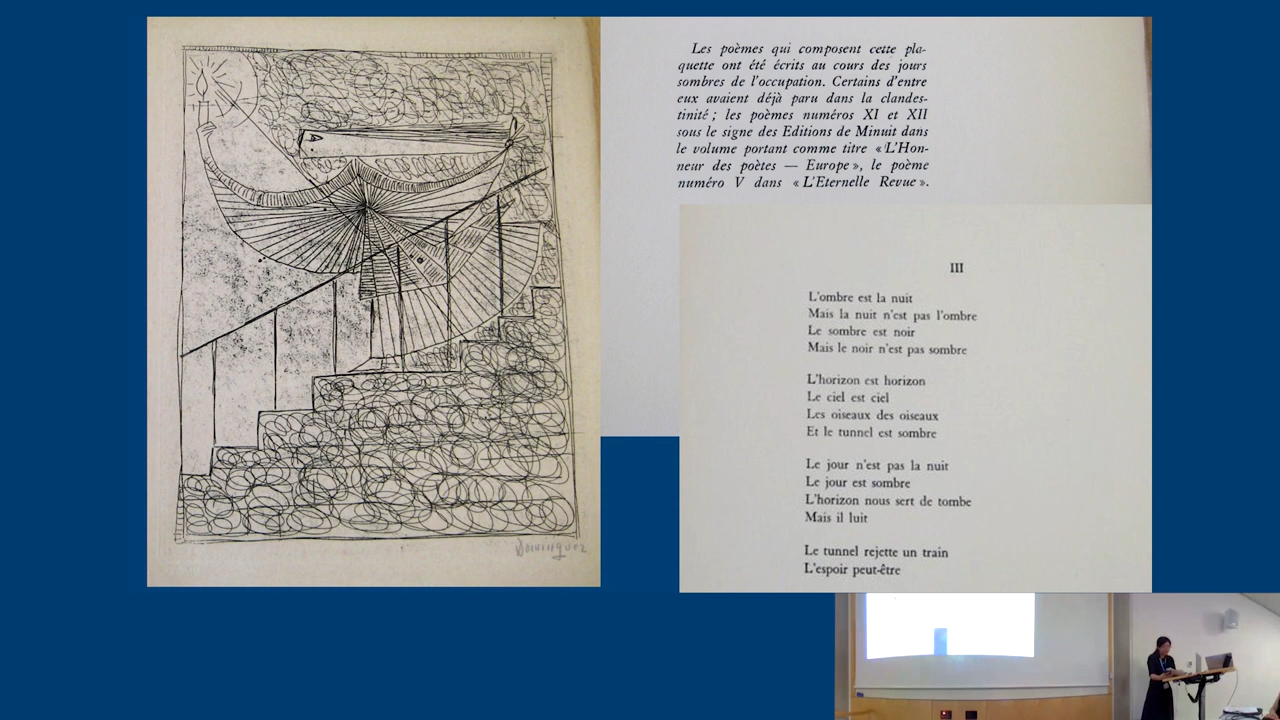 Dominguez
Les poèmes qui composent cette pla-
quette ont été écrits au cours des jours
sombres de l'occupation. Certains d'entre
eux avaient déjà paru dans la clandes-
tinité ; les poèmes numéros XI et XII
sous le signe des Editions de Minuit dans
le volume portant comme titre « L'Hon-
neur des poètes — Europe », le poème
numéro V dans « L'Eternelle Revue ».
III
L'ombre est la nuit
Mais la nuit n'est pas l'ombre
Le sombre est noir
Mais le noir n'est pas sombre
L'horizon est horizon
Le ciel est ciel
Les oiseaux des oiseaux
Et le tunnel est sombre
Le jour n'est pas la nuit
Le jour est sombre
L'horizon nous sert de tombe
Mais il luit
Le tunnel rejette un train
L'espoir peut-être